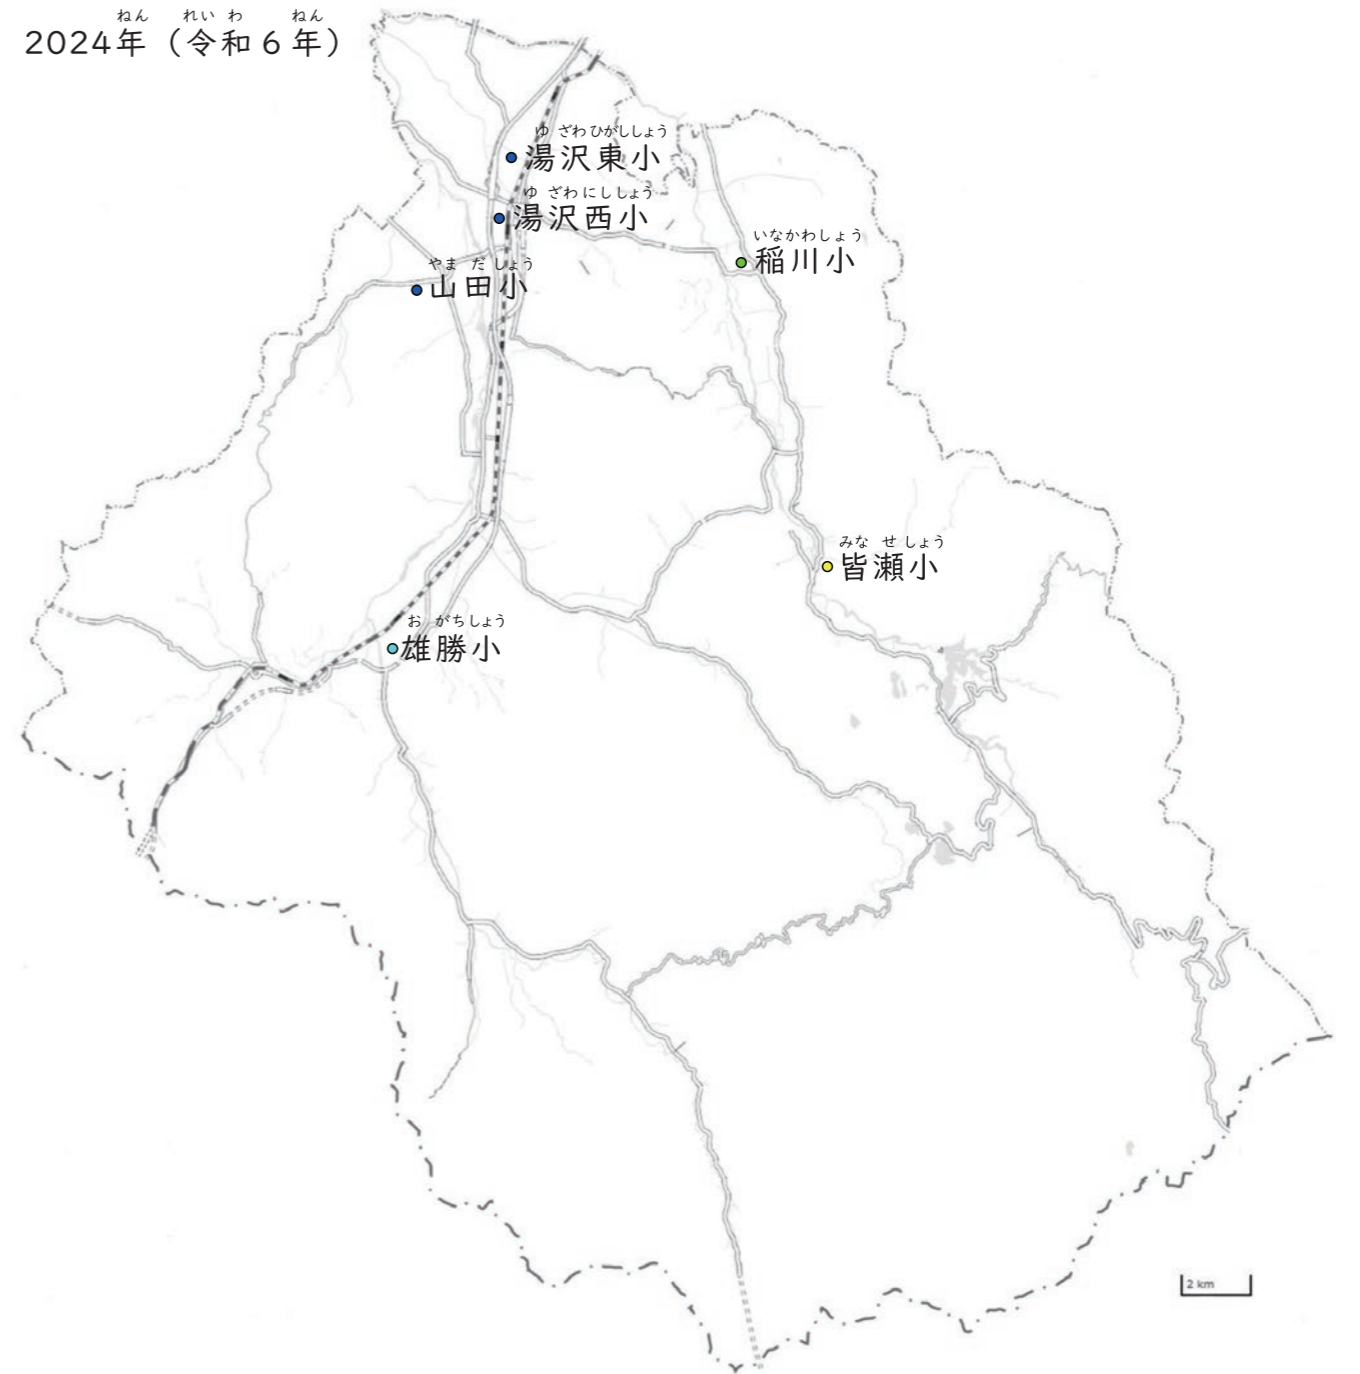 ねん れい わ ねん
2024年（令和６年）
ゆ ざわ ひがししょう
湯沢東小
ゆ ざわ にし しょう
湯沢西小
いなかわしょう
稲川小
やま だ しょう
山田小
みな せ しょう
皆瀬小
お がち しょう
雄勝小
2 km